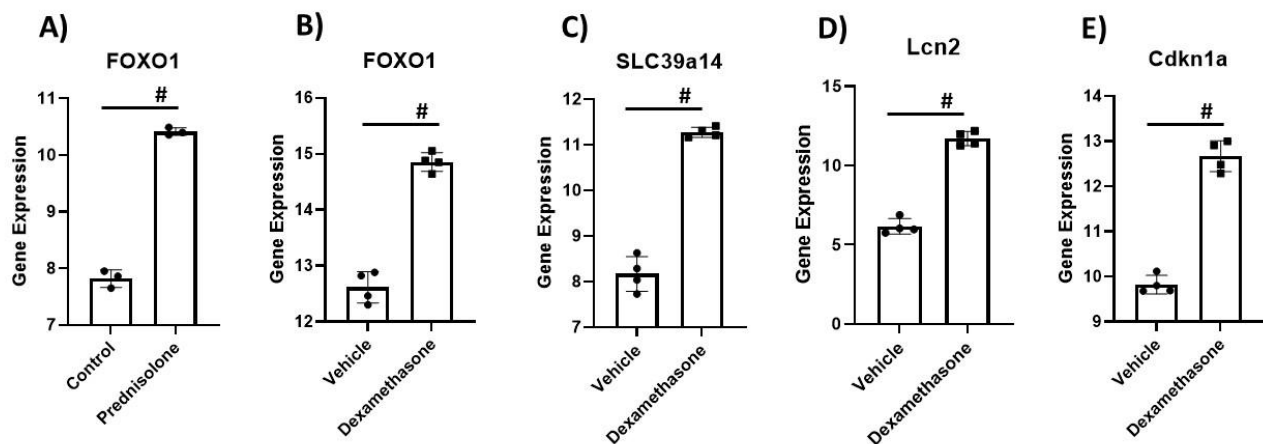 A)
FOXO1
Gene Expression
11
10
9
8
7
#
Control
Prednisolone
B)
FOXO1
Gene Expression
16
15
14
13
12
#
Vehicle
Dexamethasone
C)
SLC39a14
Gene Expression
12
11
10
9
8
7
#
Vehicle
Dexamethasone
D)
Lcn2
Gene Expression
15
10
5
0
#
Vehicle
Dexamethasone
E)
Cdkn1a
Gene Expression
14
13
12
11
10
9
#
Vehicle
Dexamethasone